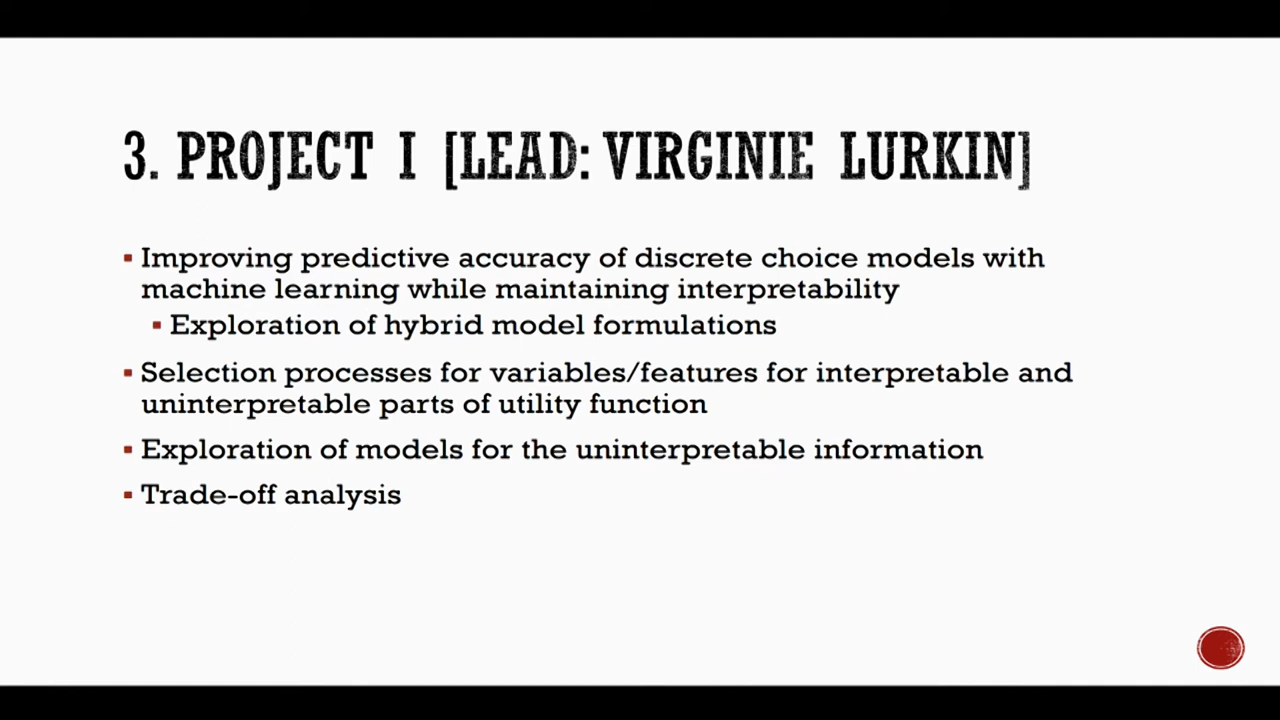 3. PROJECT I [LEAD: VIRGINIE LURKIN]
▪ Improving predictive accuracy of discrete choice models with
machine learning while maintaining interpretability
▪ Exploration of hybrid model formulations
▪ Selection processes for variables/features for interpretable and
uninterpretable parts of utility function
▪ Exploration of models for the uninterpretable information
▪ Trade-off analysis